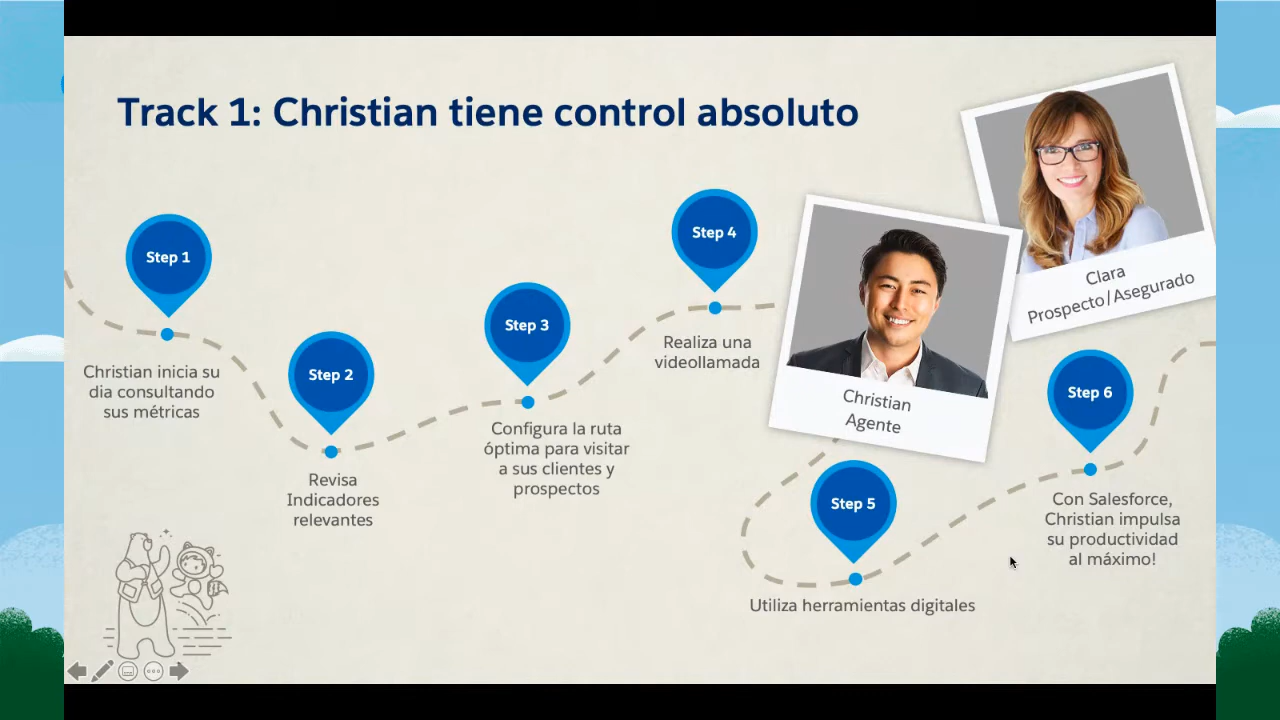 Track 1: Christian tiene control absoluto
Step 1
Christian inicia su
dia consultando
sus métricas
Step 2
Revisa
Indicadores
relevantes
Step 3
Configura la ruta
óptima para visitar
a sus clientes y
prospectos
Step 4
Realiza una
videollamada
Christian
Agente
Clara
Prospecto/Asegurado
Step 5
Utiliza herramientas digitales
Step 6
Con Salesforce,
Christian impulsa
su productividad
al máximo!